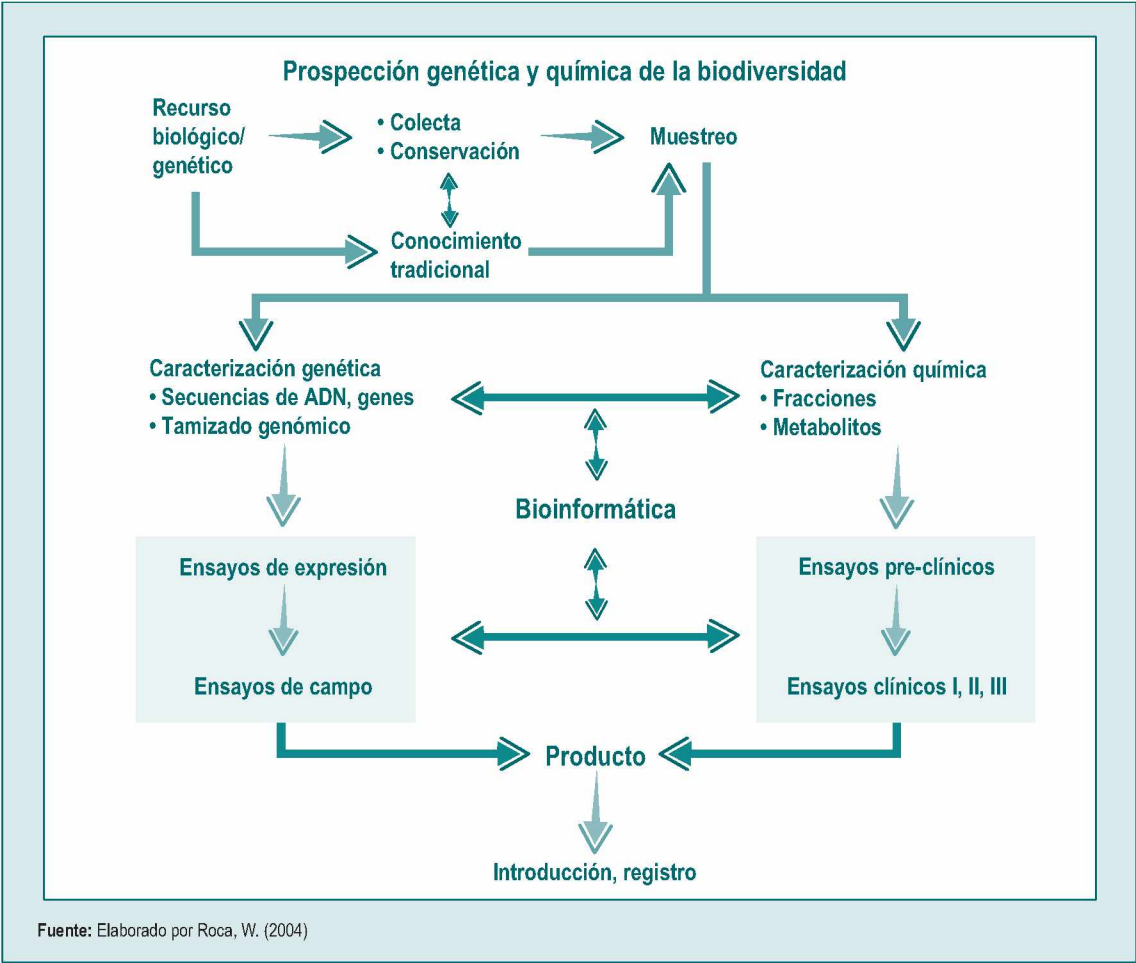 Prospección genética y química de la biodiversidad
Recurso
biológico/
genético
• Colecta
• Conservación
Muestreo
Conocimiento
tradicional
Caracterización genética
• Secuencias de ADN, genes
• Tamizado genómico
Caracterización química
• Fracciones
• Metabolitos
Bioinformática
Ensayos de expresión
Ensayos pre-clínicos
Ensayos de campo
Ensayos clínicos I, II, III
Producto
Introducción, registro
Fuente: Elaborado por Roca, W. (2004)